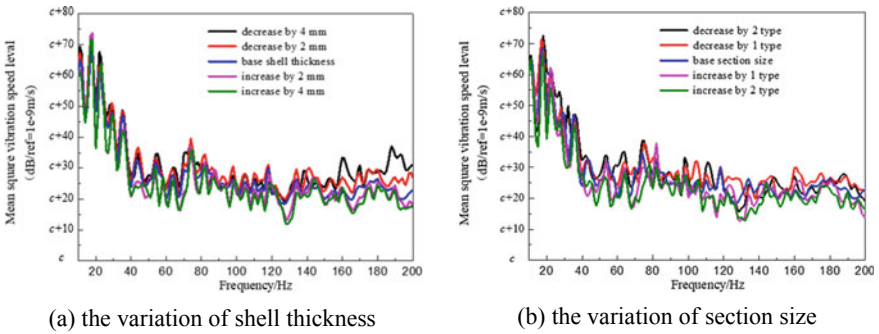 c+80
c+70
c+60
c+50
c+40
c+30
c+20
c+10
c
Mean square vibration speed leval
(dB/ref=1e-9m/s)
decrease by 4 mm
decrease by 2 mm
base shell thickness
increase by 2 mm
increase by 4 mm
20 40 60 80 100 120 140 160 180 200
Frequency/Hz
(a) the variation of shell thickness
c+80
c+70
c+60
c+50
c+40
c+30
c+20
c+10
c
Mean square vibration speed level
(dB/ref=1e-9m/s)
decrease by 2 type
decrease by 1 type
base section size
increase by 1 type
increase by 2 type
20 40 60 80 100 120 140 160 180 200
Frequency/Hz
(b) the variation of section size